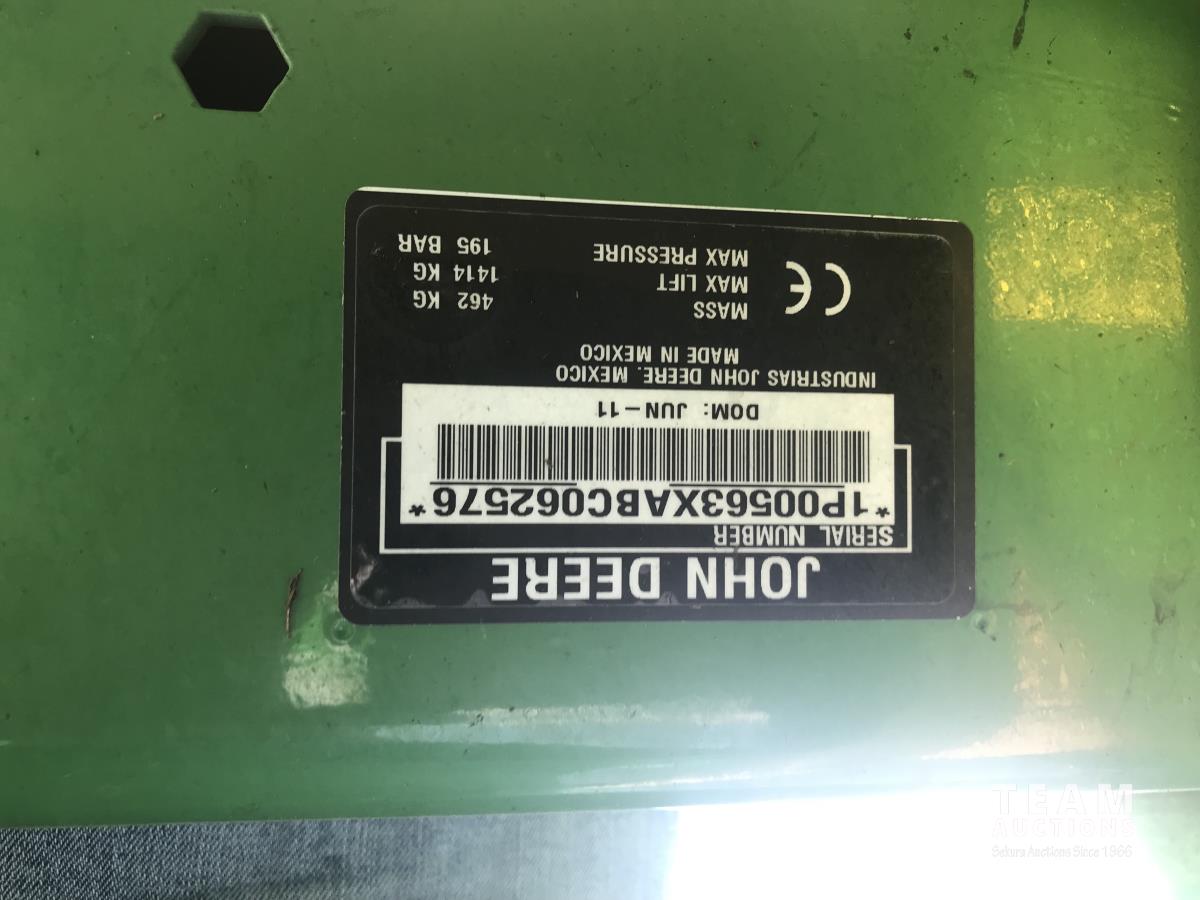 JOHN DEERE
SERIAL NUMBER
*1P00563XABC062576*
DOM: JUN-11
INDUSTRIAS JOHN DEERE. MEXICO
MADE IN MEXICO
CE
MASS 462 KG
MAX LIFT 1414 KG
MAX PRESSURE 195 BAR
TEAM
AUCTIONS
Sekura Auctions Since 1966